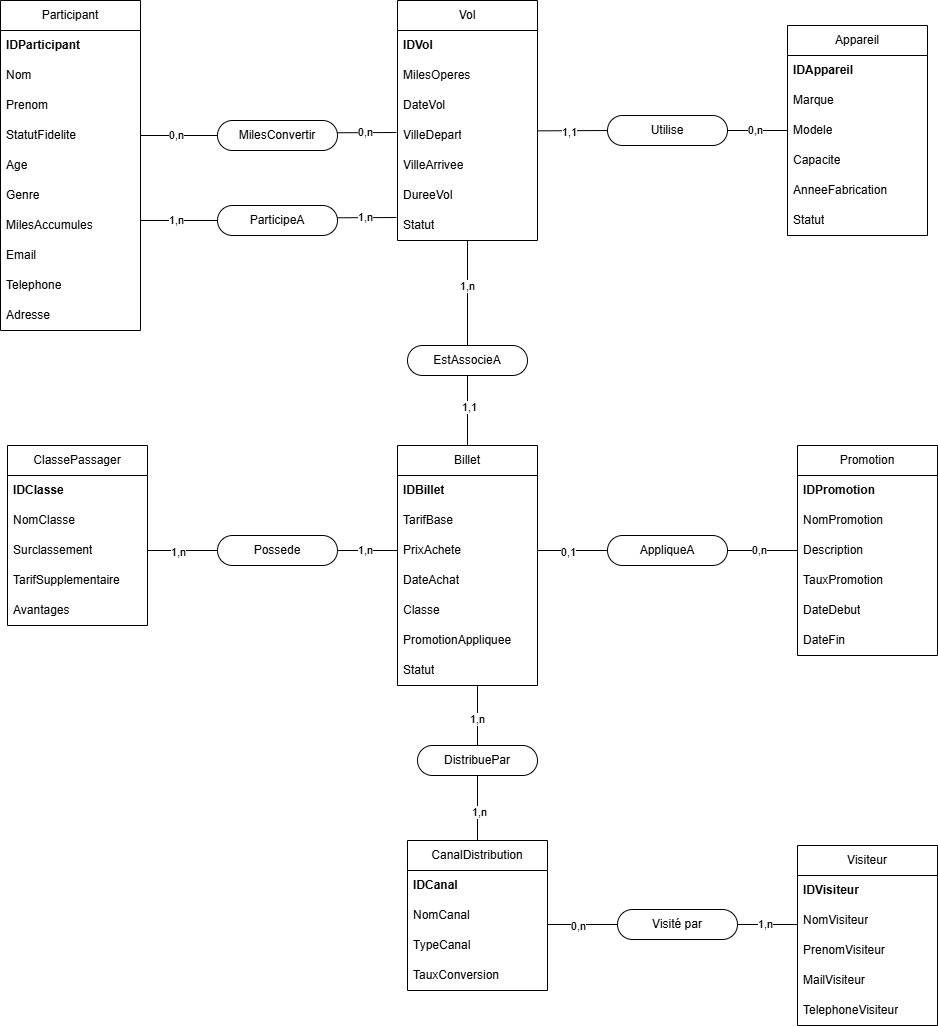 Participant
IDParticipant
Nom
Prenom
StatutFidelite
Age
Genre
MilesAccumules
Email
Telephone
Adresse
0,n
MilesConvertir
0,n
1,n
ParticipeA
1,n
Vol
IDVol
MilesOperes
DateVol
VilleDepart
VilleArrivee
DureeVol
Statut
1,1
Utilise
0,n
Appareil
IDAppareil
Marque
Modele
Capacite
AnneeFabrication
Statut
1,n
EstAssocieA
1,1
ClassePassager
IDClasse
NomClasse
Surclassement
TarifSupplementaire
Avantages
1,n
Possede
1,n
Billet
IDBillet
TarifBase
PrixAchete
DateAchat
Classe
PromotionAppliquee
Statut
0,1
AppliqueA
0,n
Promotion
IDPromotion
NomPromotion
Description
TauxPromotion
DateDebut
DateFin
1,n
DistribuePar
1,n
CanalDistribution
IDCanal
NomCanal
TypeCanal
TauxConversion
0,n
Visité par
1,n
Visiteur
IDVisiteur
NomVisiteur
PrenomVisiteur
MailVisiteur
TelephoneVisiteur